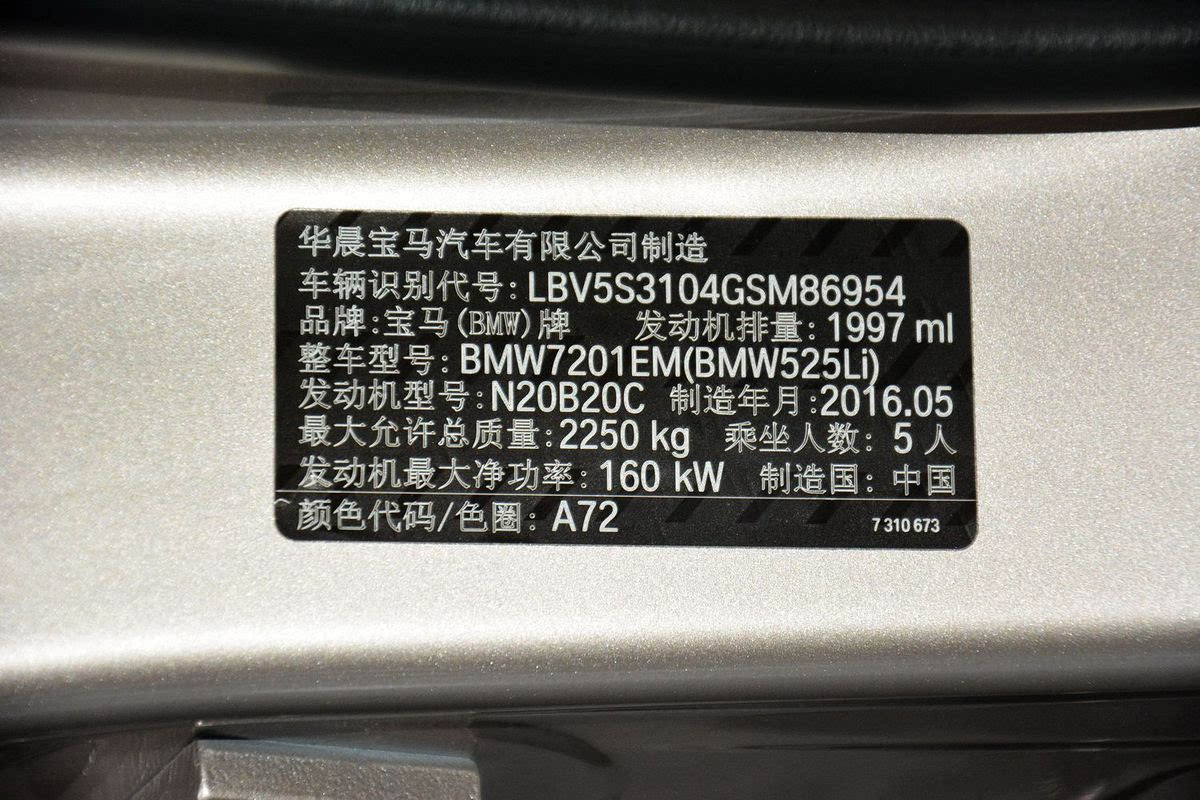 华晨宝马汽车有限公司制造
车辆识别代号: LBV5S3104GSM86954
品牌:宝马(BMW)牌 发动机排量: 1997 ml
整车型号: BMW7201EM(BMW525Li)
发动机型号:N20B20C 制造年月:2016.05
最大允许总质量:2250 kg 乘坐人数: 5 人
发动机最大净功率: 160 kW 制造国: 中国
颜色代码/色圈: A72 7 310 673